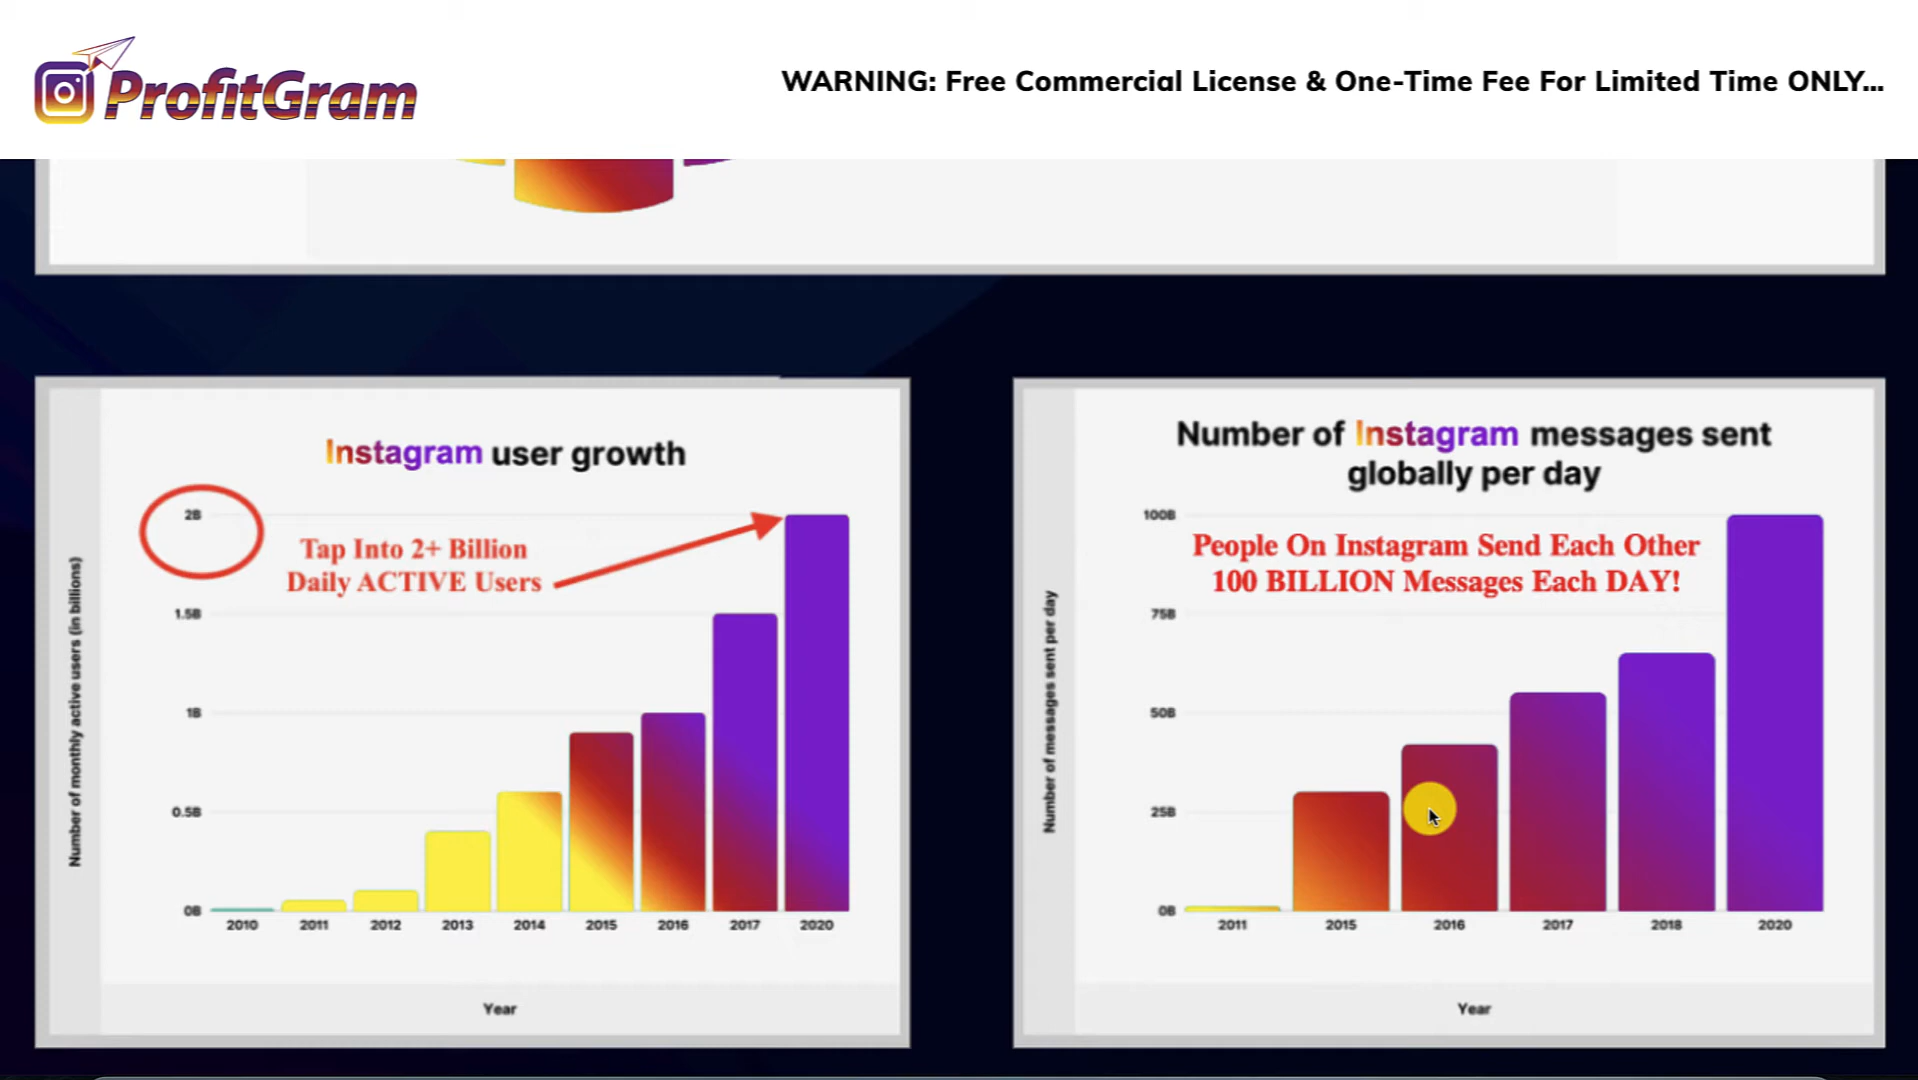 ProfitGram
WARNING: Free Commercial License & One-Time Fee For Limited Time ONLY...
Instagram user growth
2B
Tap Into 2+ Billion
Daily ACTIVE Users
1.5B
1B
0.5B
0B
Number of monthly active users (in billions)
2010 2011 2012 2013 2014 2015 2016 2017 2020
Year
Number of Instagram messages sent
globally per day
100B
People On Instagram Send Each Other
100 BILLION Messages Each DAY!
75B
50B
25B
0B
Number of messages sent per day
2011 2015 2016 2017 2018 2020
Year